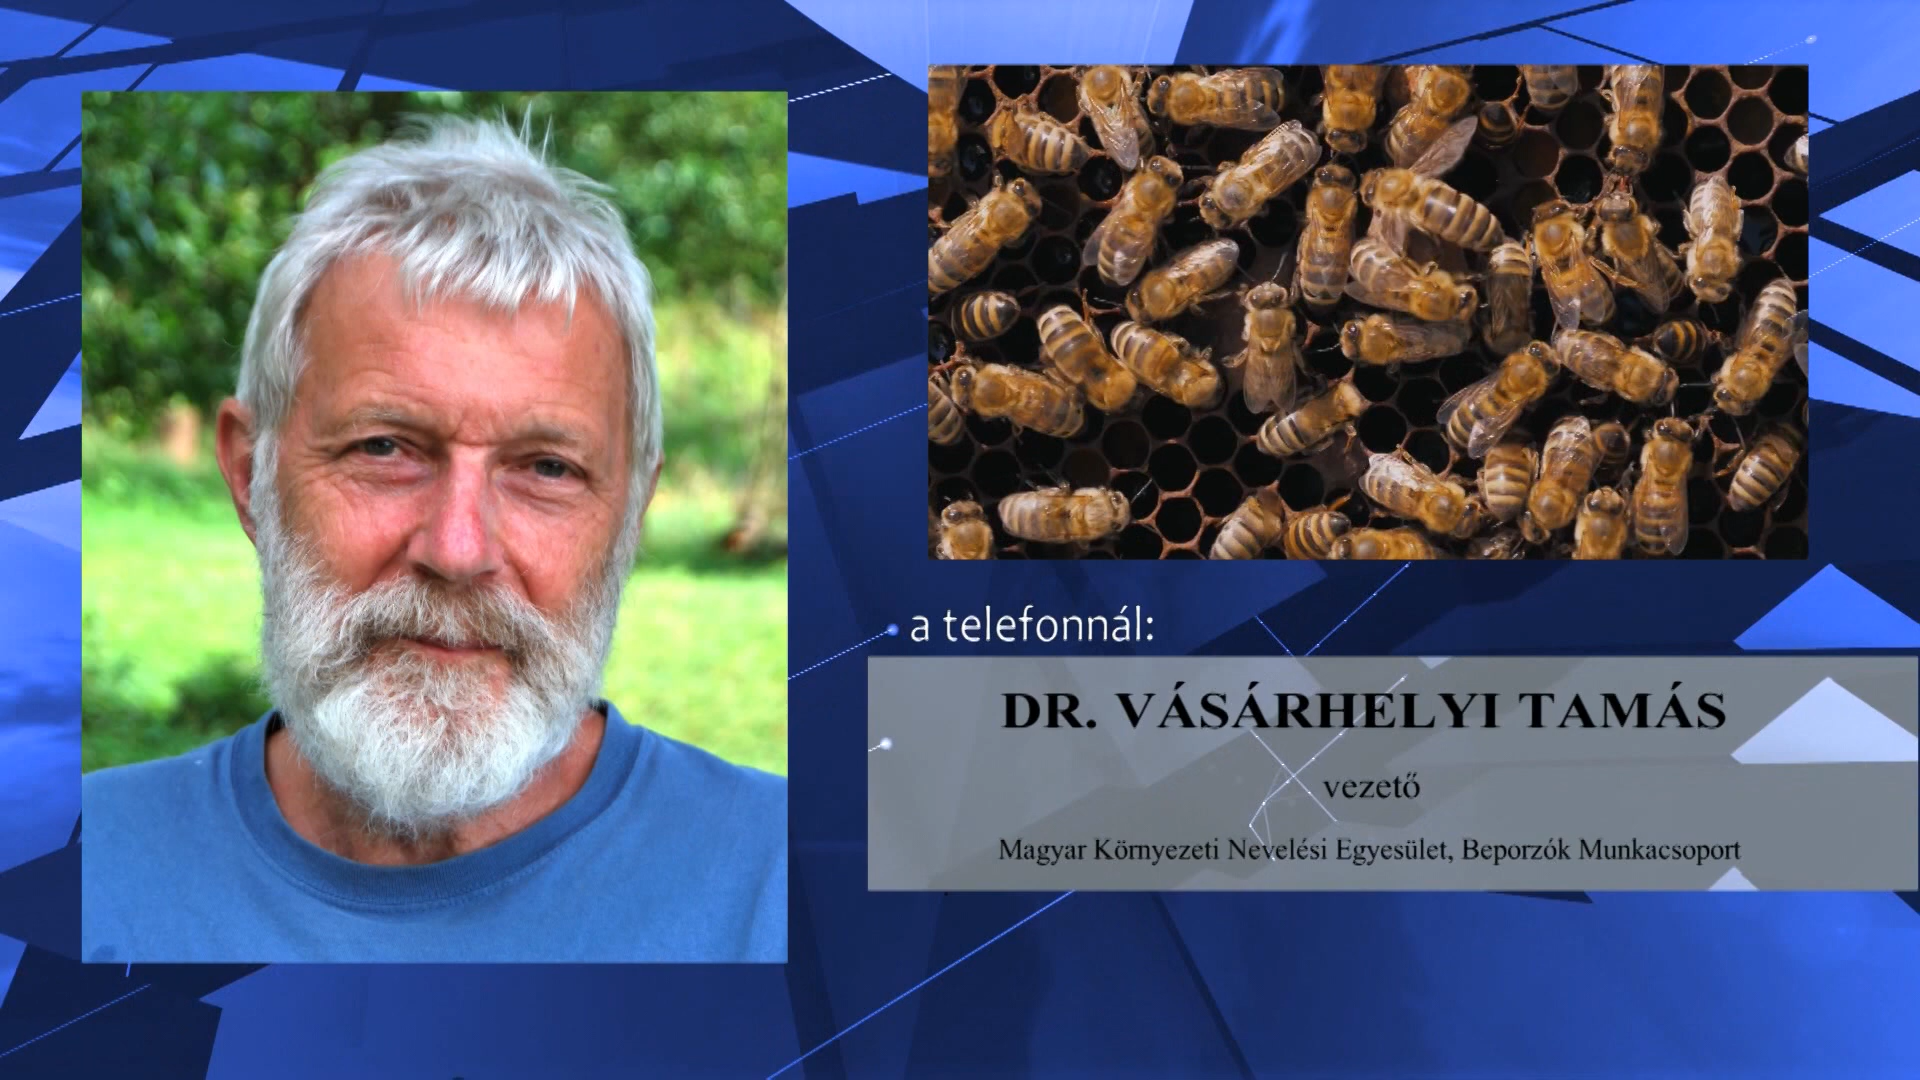 a telefonnál:
DR. VÁSÁRHELYI TAMÁS
vezető
Magyar Környezeti Nevelési Egyesület, Beporzók Munkacsoport